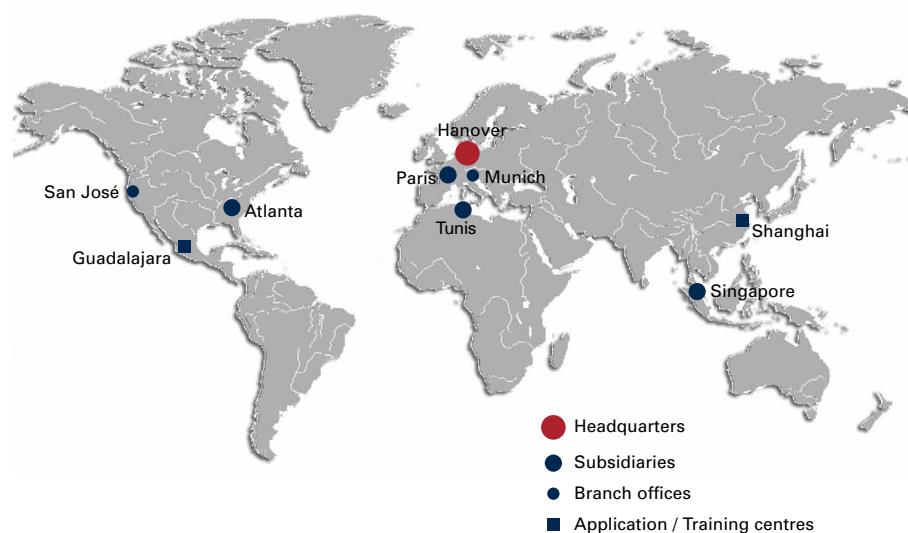 Hanover
Paris
Munich
San José
Atlanta
Tunis
Shanghai
Guadalajara
Singapore
Headquarters
Subsidiaries
Branch offices
Application / Training centres